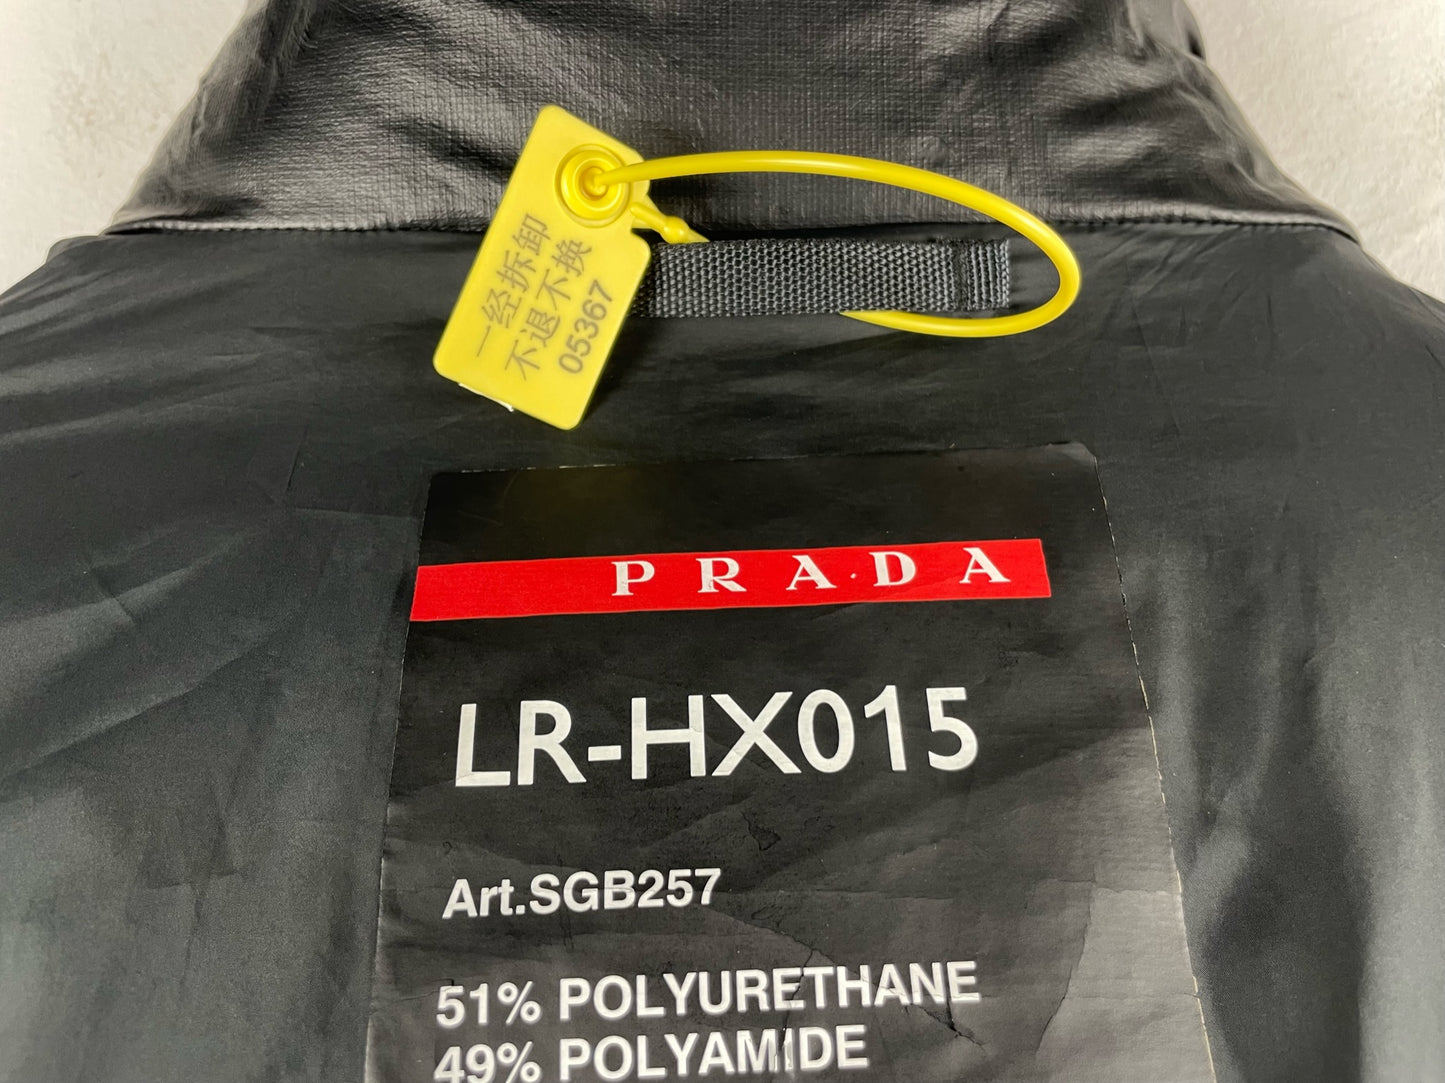 一经拆卸
不退不换
05367
PRADA
LR-HX015
Art.SGB257
51% POLYURETHANE
49% POLYAMIDE